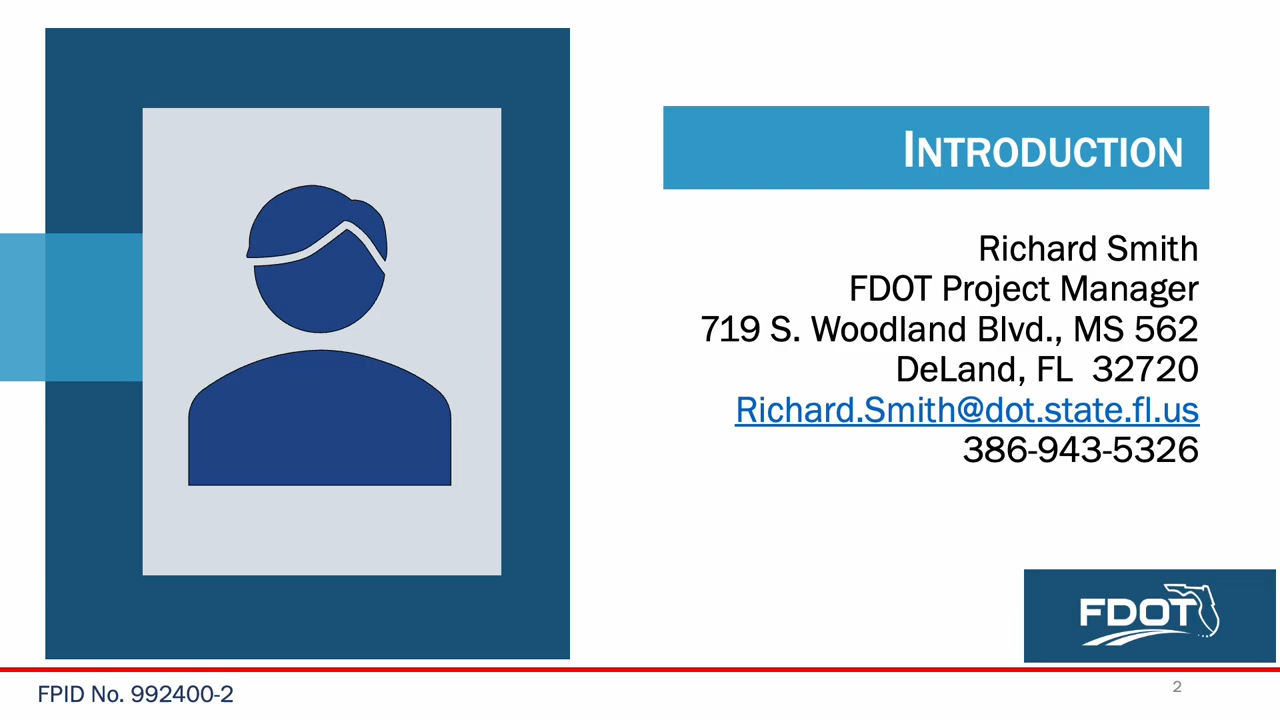 INTRODUCTION
Richard Smith
FDOT Project Manager
719 S. Woodland Blvd., MS 562
DeLand, FL  32720
Richard.Smith@dot.state.fl.us
386-943-5326
FDOT
FPID No. 992400-2
2